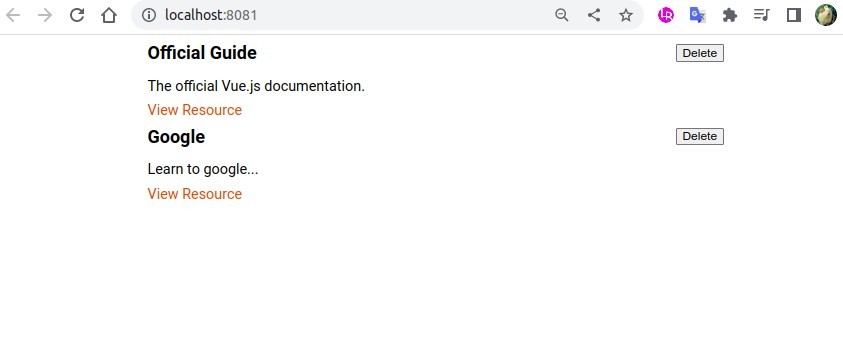 localhost:8081
Official Guide
Delete
The official Vue.js documentation.
View Resource
Google
Delete
Learn to google...
View Resource